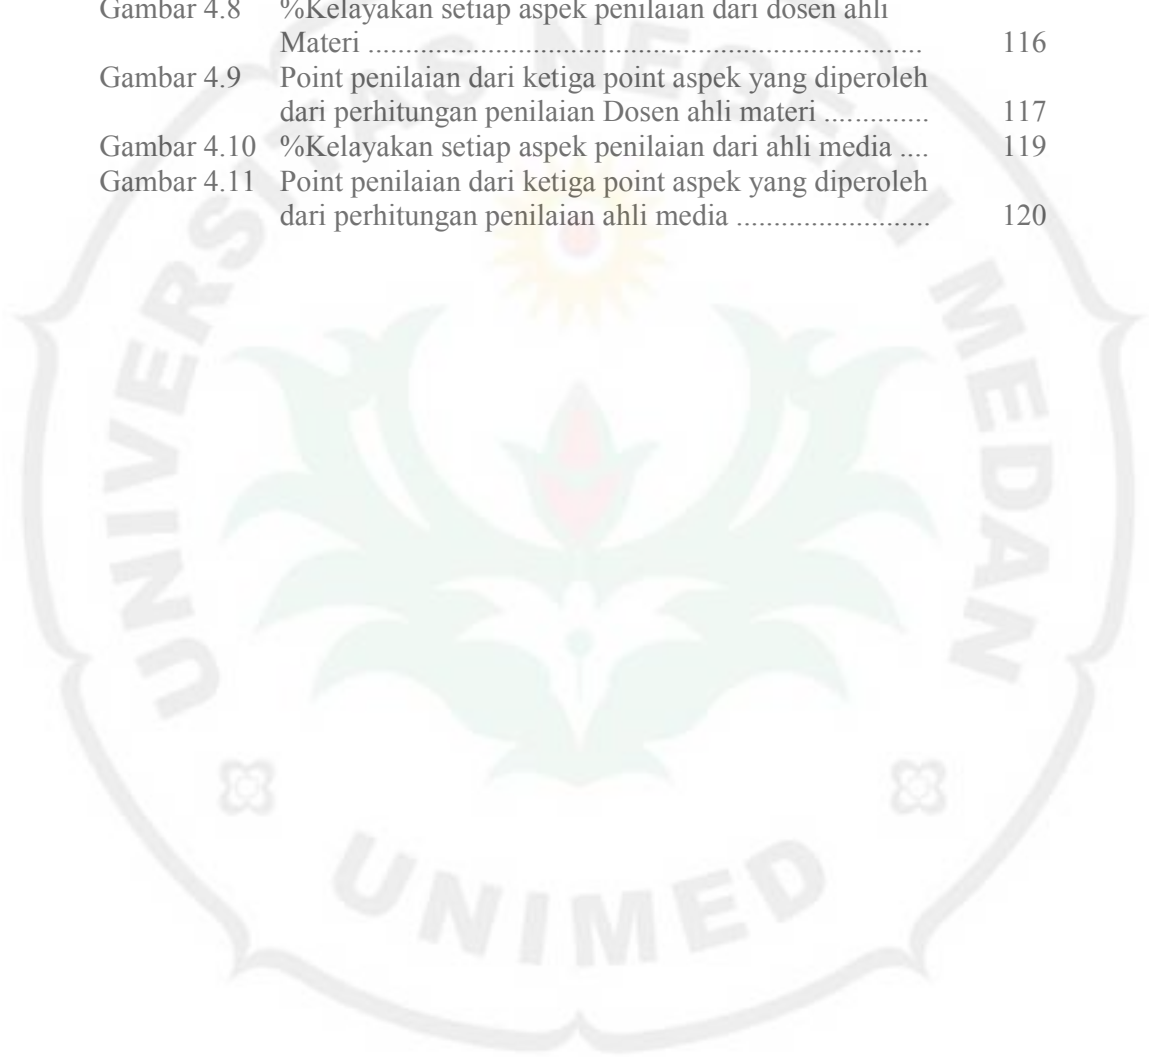 Gambar 4.8 %Kelayakan setiap aspek penilaian dari dosen ahli
Materi .......................................................................... 116
Gambar 4.9 Point penilaian dari ketiga point aspek yang diperoleh
dari perhitungan penilaian Dosen ahli materi .............. 117
Gambar 4.10 %Kelayakan setiap aspek penilaian dari ahli media .... 119
Gambar 4.11 Point penilaian dari ketiga point aspek yang diperoleh
dari perhitungan penilaian ahli media .......................... 120
UNIVERSITAS NEGERI MEDAN
UNIMED